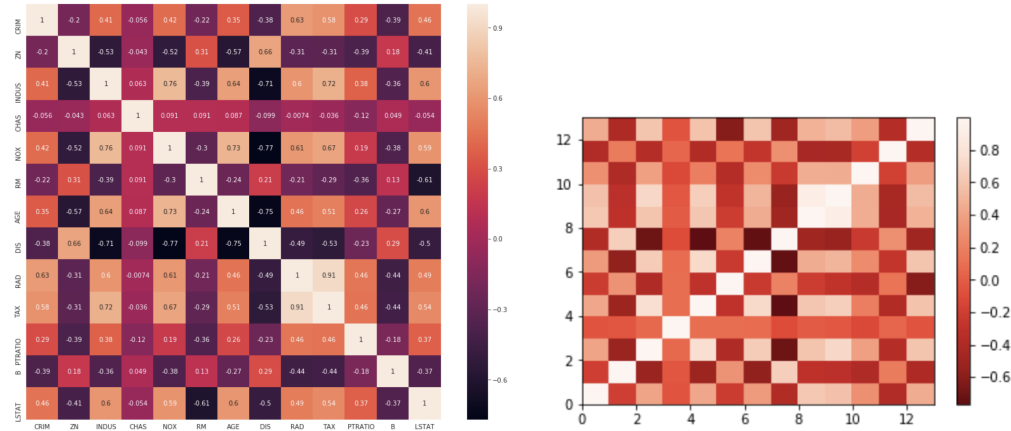 CRIM 1 -0.2 0.41 -0.056 0.42 -0.22 0.35 -0.38 0.63 0.58 0.29 -0.39 0.46
ZN -0.2 1 -0.53 -0.043 -0.52 0.31 -0.57 0.66 -0.31 -0.31 -0.39 0.18 -0.41
INDUS 0.41 -0.53 1 0.063 0.76 -0.39 0.64 -0.71 0.6 0.72 0.38 -0.36 0.6
CHAS -0.056 -0.043 0.063 1 0.091 0.091 0.087 -0.099 -0.0074 -0.036 -0.12 0.049 -0.054
NOX 0.42 -0.52 0.76 0.091 1 -0.3 0.73 -0.77 0.61 0.67 0.19 -0.38 0.59
RM -0.22 0.31 -0.39 0.091 -0.3 1 -0.24 0.21 -0.21 -0.29 -0.36 0.13 -0.61
AGE 0.35 -0.57 0.64 0.087 0.73 -0.24 1 -0.75 0.46 0.51 0.26 -0.27 0.6
DIS -0.38 0.66 -0.71 -0.099 -0.77 0.21 -0.75 1 -0.49 -0.53 -0.23 0.29 -0.5
RAD 0.63 -0.31 0.6 -0.0074 0.61 -0.21 0.46 -0.49 1 0.91 0.46 -0.44 0.49
TAX 0.58 -0.31 0.72 -0.036 0.67 -0.29 0.51 -0.53 0.91 1 0.46 -0.44 0.54
PTRATIO 0.29 -0.39 0.38 -0.12 0.19 -0.36 0.26 -0.23 0.46 0.46 1 -0.18 0.37
B -0.39 0.18 -0.36 0.049 -0.38 0.13 -0.27 0.29 -0.44 -0.44 -0.18 1 -0.37
LSTAT 0.46 -0.41 0.6 -0.054 0.59 -0.61 0.6 -0.5 0.49 0.54 0.37 -0.37 1
CRIM ZN INDUS CHAS NOX RM AGE DIS RAD TAX PTRATIO B LSTAT
0.9
0.6
0.3
0.0
−0.3
−0.6
12
10
8
6
4
2
0
0 2 4 6 8 10 12
0.8
0.6
0.4
0.2
0.0
−0.2
−0.4
−0.6